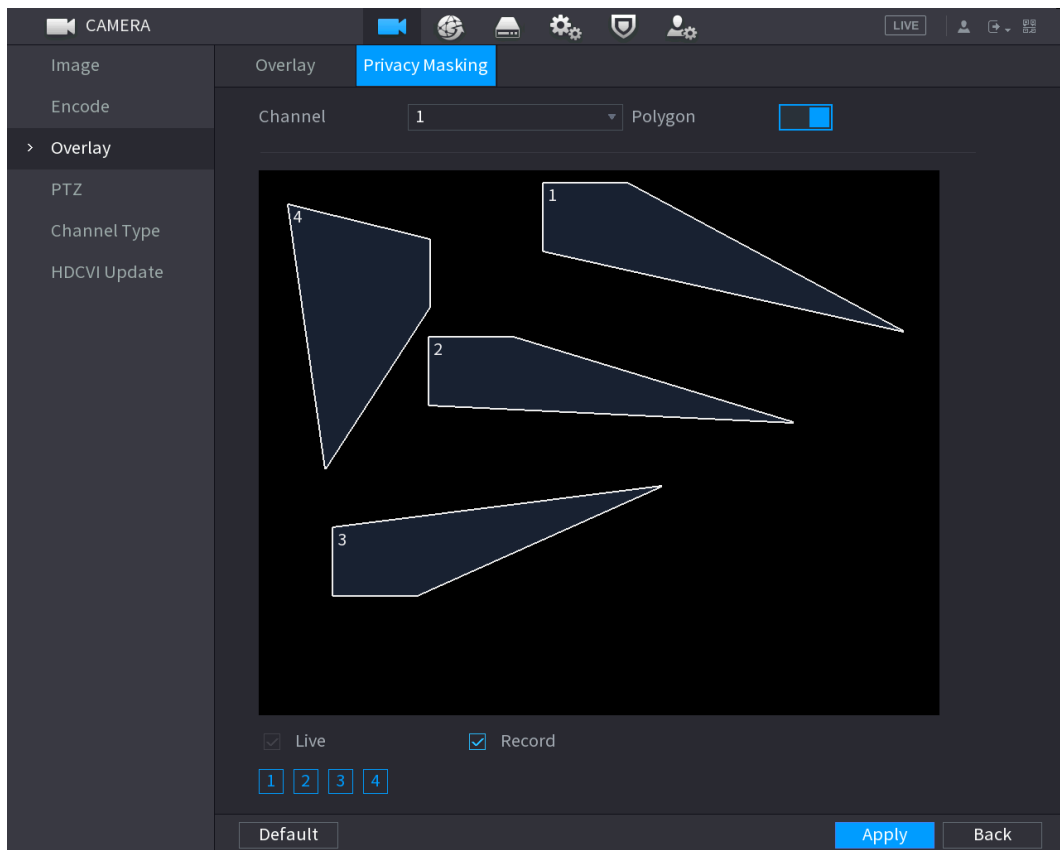 CAMERA
LIVE
Image
Encode
Overlay
PTZ
Channel Type
HDCVI Update
Overlay
Privacy Masking
Channel
1
Polygon
1
4
2
3
Live
Record
1 2 3 4
Default
Apply
Back